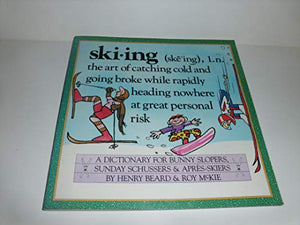 ski·ing (skē'ing), 1. n.
the art of catching cold and
going broke while rapidly
heading nowhere
at great personal
risk
A DICTIONARY FOR BUNNY SLOPERS,
SUNDAY SCHUSSERS & APRÈS-SKIERS
BY HENRY BEARD & ROY McKIE